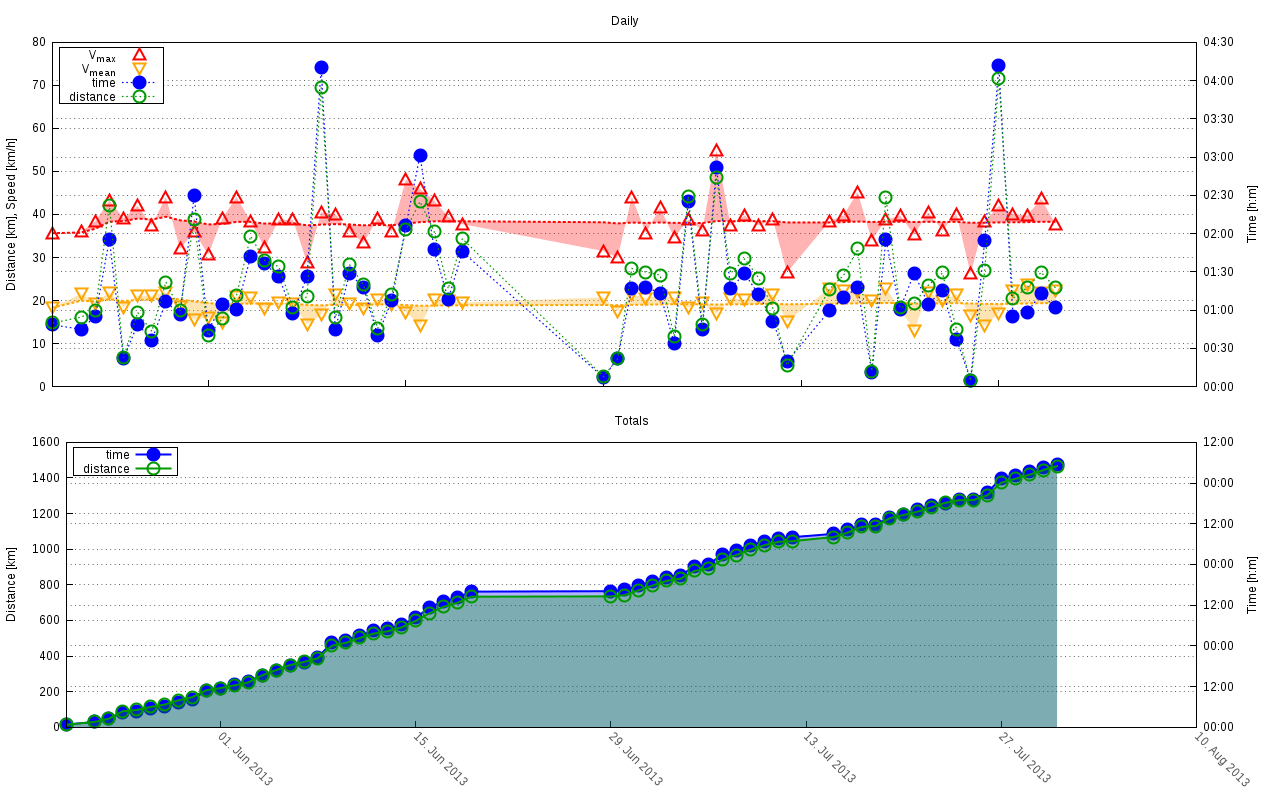 Daily
Distance [km], Speed [km/h]
80
70
60
50
40
30
20
10
0
Vmax
Vmean
time
distance
04:30
04:00
03:30
03:00
02:30
02:00
01:30
01:00
00:30
00:00
Time [h:m]
Totals
Distance [km]
1600
1400
1200
1000
800
600
400
200
0
time
distance
12:00
00:00
12:00
00:00
12:00
00:00
12:00
00:00
Time [h:m]
01. Jun 2013
15. Jun 2013
29. Jun 2013
13. Jul 2013
27. Jul 2013
10. Aug 2013